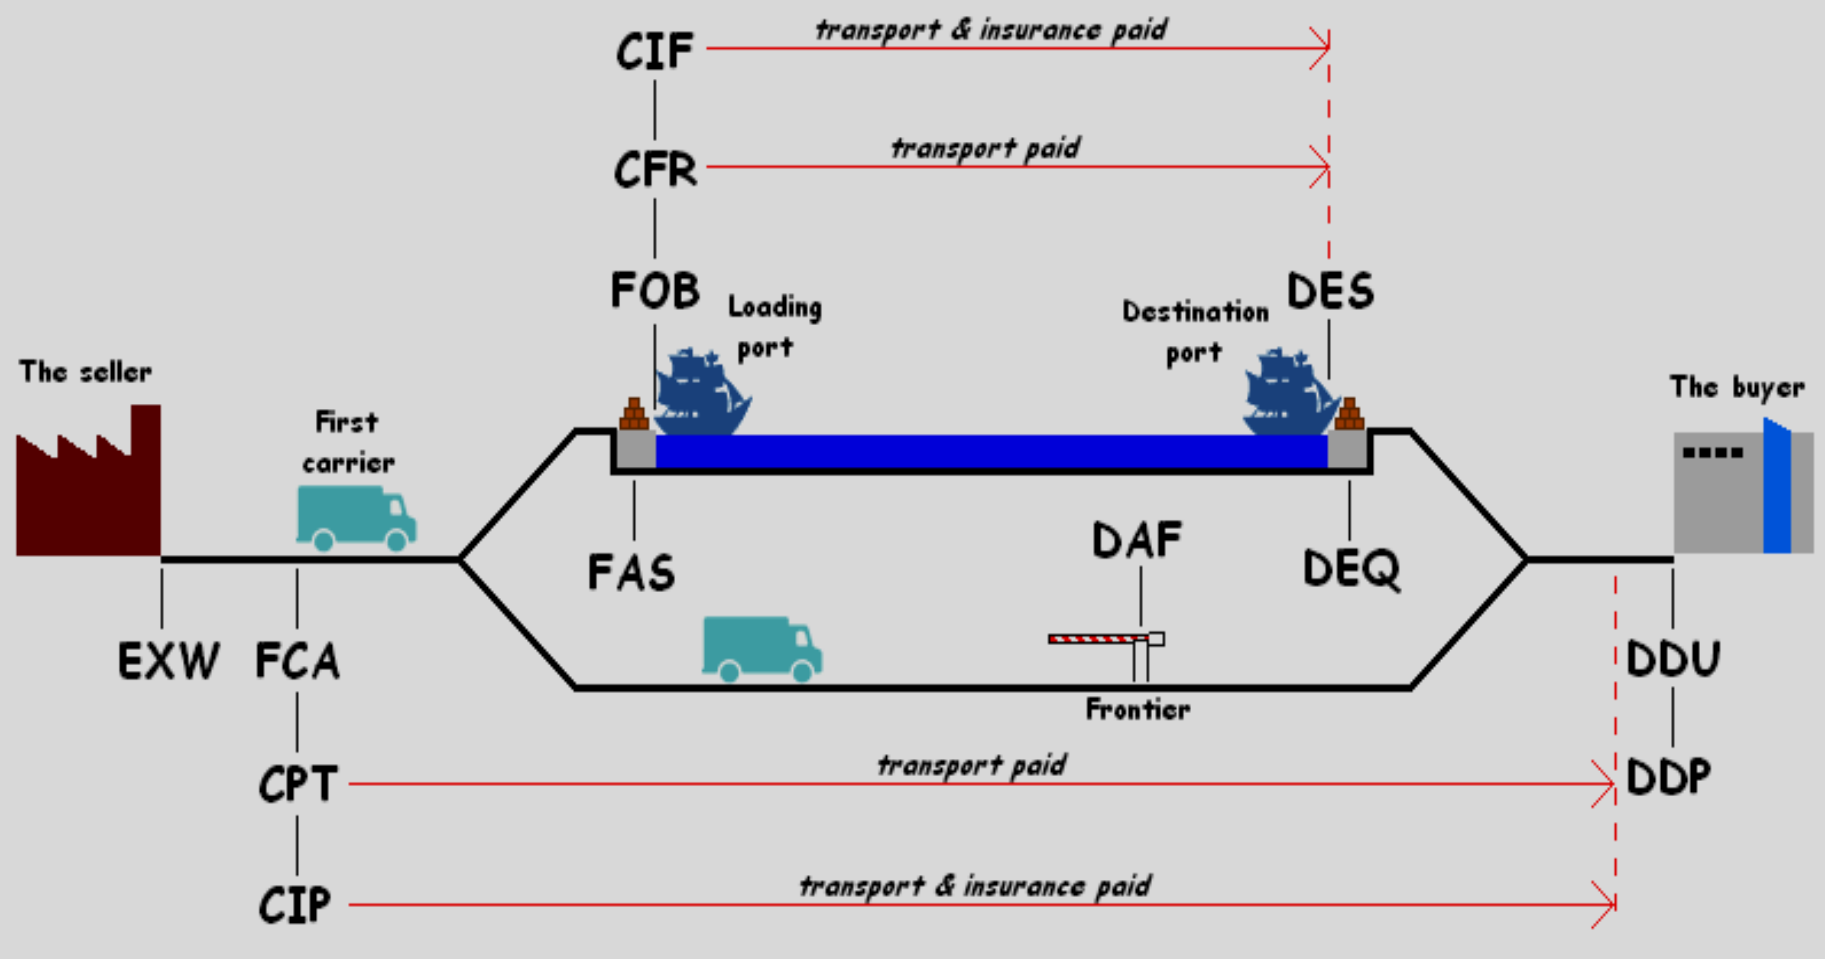 transport & insurance paid
CIF
transport paid
CFR
FOB
Loading
port
Destination
port
DES
The seller
First
carrier
The buyer
FAS
DAF
DEQ
EXW
FCA
Frontier
DDU
transport paid
CPT
DDP
transport & insurance paid
CIP